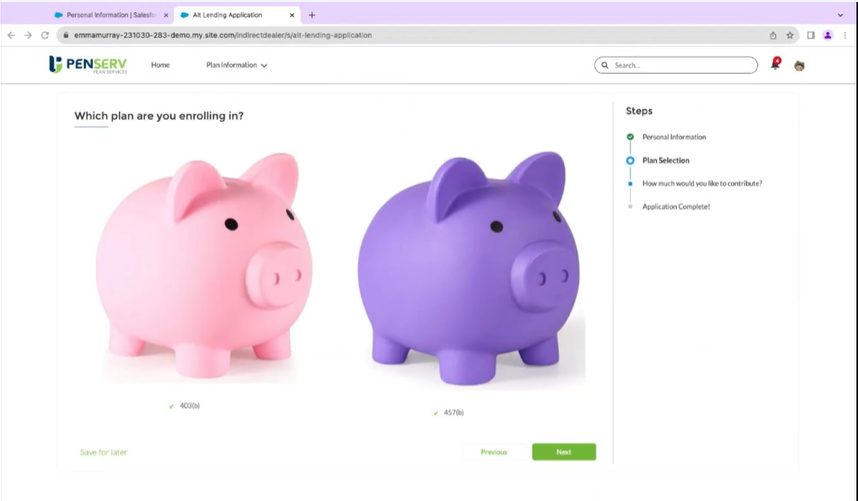 Personal Information | Salesfo
Alt Lending Application
emmamurray-231030-283-demo.my.site.com/indirectdealer/s/alt-lending-application
PENSERV
PLAN SERVICES
Home
Plan Information
Search...
Which plan are you enrolling in?
403(b)
457(b)
Save for later
Previous
Next
Steps
Personal Information
Plan Selection
How much would you like to contribute?
Application Complete!